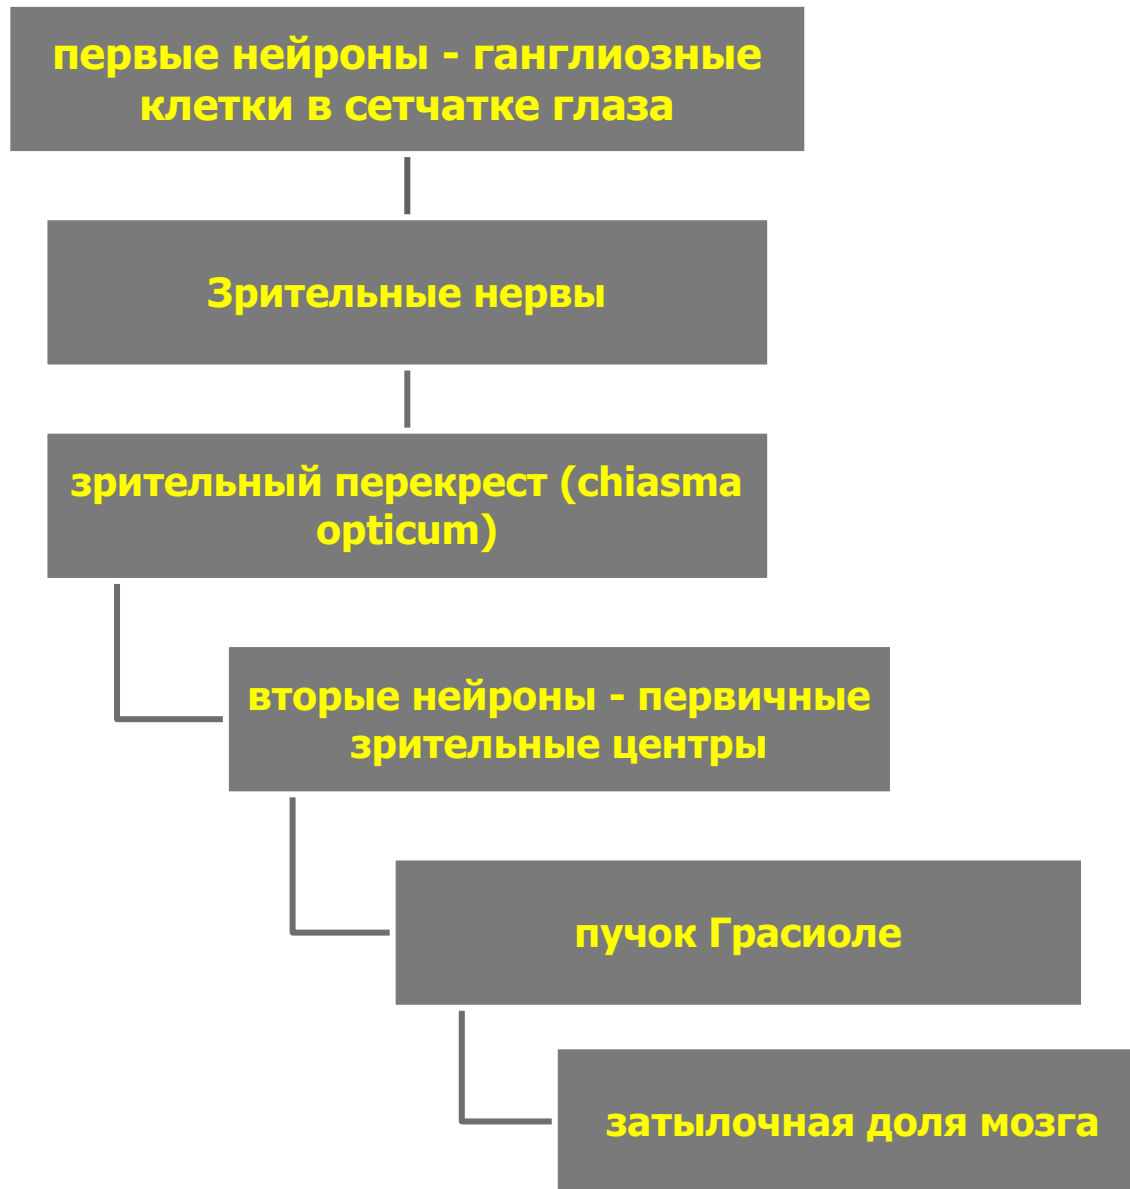 первые нейроны - ганглиозные
клетки в сетчатке глаза
Зрительные нервы
зрительный перекрест (chiasma
opticum)
вторые нейроны - первичные
зрительные центры
пучок Грасиоле
затылочная доля мозга